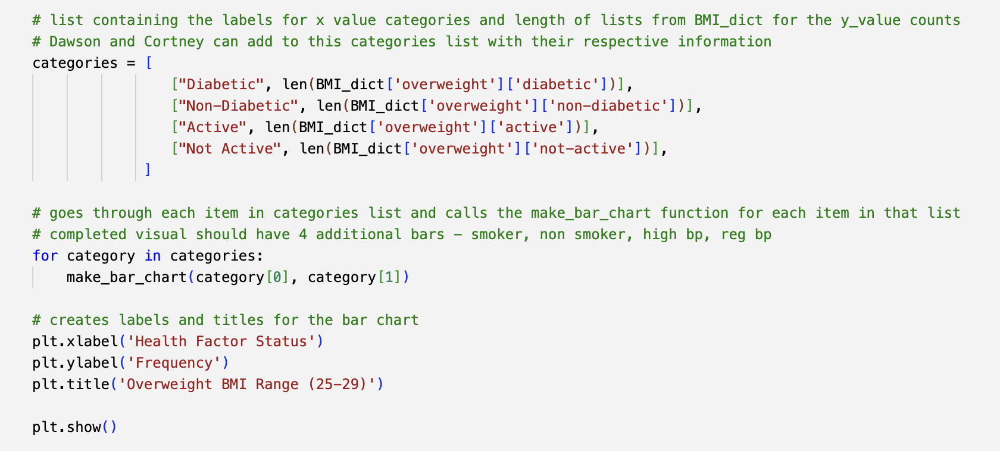 # list containing the labels for x value categories and length of lists from BMI_dict for the y_value counts
# Dawson and Cortney can add to this categories list with their respective information
categories = [
                ["Diabetic", len(BMI_dict['overweight']['diabetic'])],
                ["Non-Diabetic", len(BMI_dict['overweight']['non-diabetic'])],
                ["Active", len(BMI_dict['overweight']['active'])],
                ["Not Active", len(BMI_dict['overweight']['not-active'])],
             ]

# goes through each item in categories list and calls the make_bar_chart function for each item in that list
# completed visual should have 4 additional bars - smoker, non smoker, high bp, reg bp
for category in categories:
    make_bar_chart(category[0], category[1])

# creates labels and titles for the bar chart
plt.xlabel('Health Factor Status')
plt.ylabel('Frequency')
plt.title('Overweight BMI Range (25-29)')

plt.show()